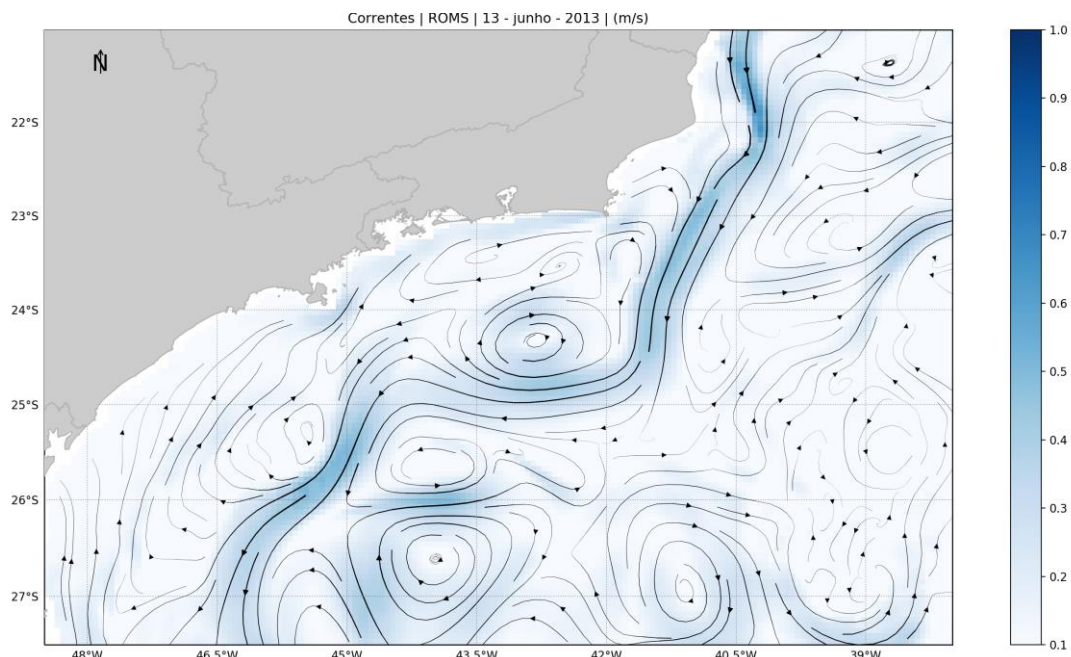 Correntes | ROMS | 13 - junho - 2013 | (m/s)
N
22°S
23°S
24°S
25°S
26°S
27°S
48°W 46.5°W 45°W 43.5°W 42°W 40.5°W 39°W
1.0
0.9
0.8
0.7
0.6
0.5
0.4
0.3
0.2
0.1